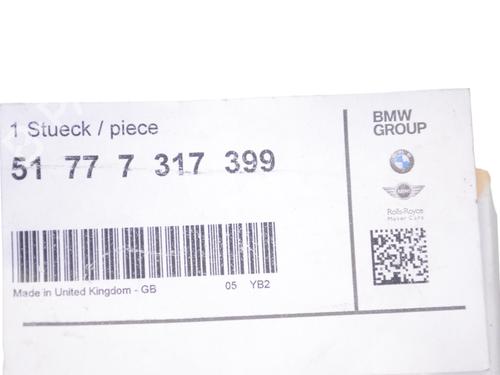 1 Stueck / piece
51 77 7 317 399
Made in United Kingdom - GB 05 YB2
BMW
GROUP
Rolls-Royce
Motor Cars